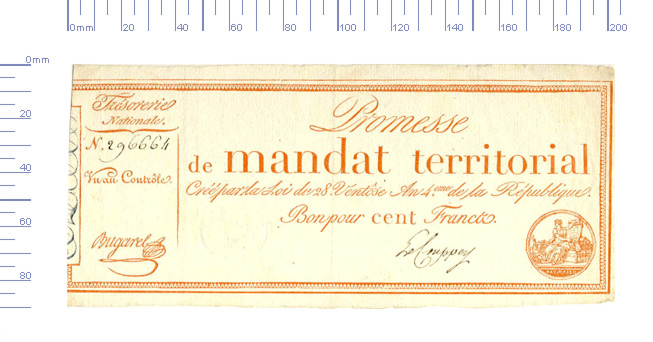 0mm 20 40 60 80 100 120 140 160 180 200
0mm
20
40
60
80
Trésorerie
Nationale.
N. 296664
Vu au Contrôle.
Bugarel
Promesse
de mandat territorial
Créé par la Loi du 28. Ventôse An 4.eme de la République.
Bon pour cent Francs.